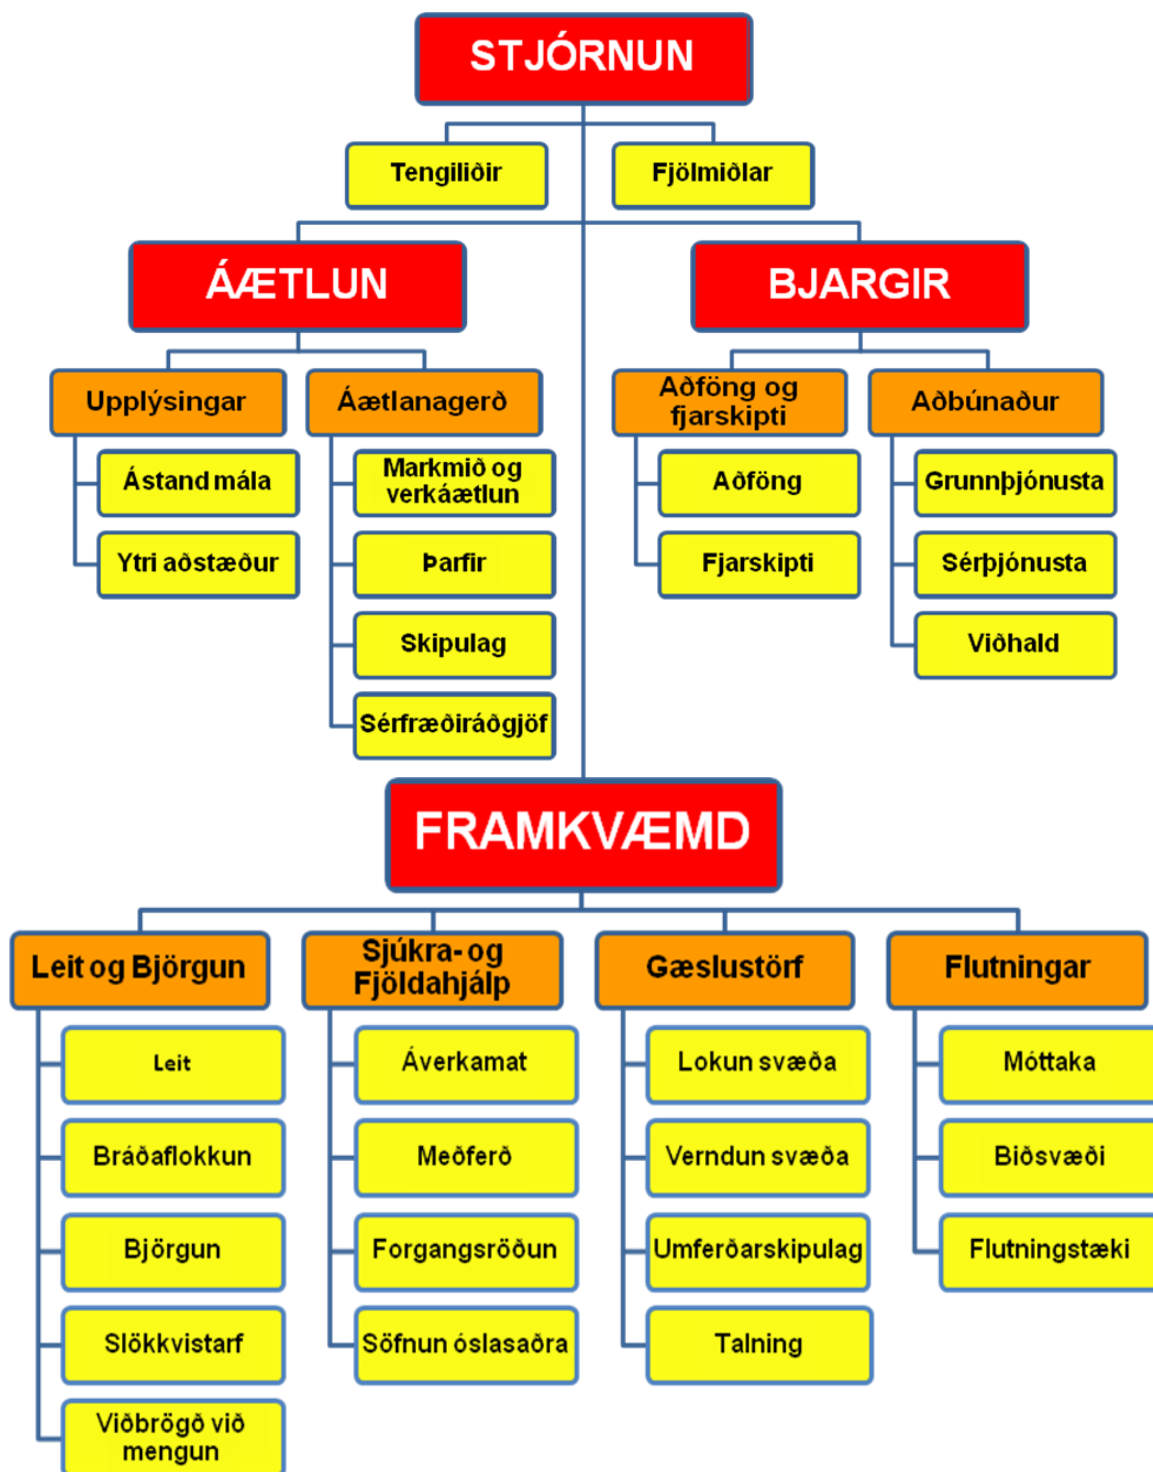 STJÓRNUN
Tengiliðir
Fjölmiðlar
ÁÆTLUN
BJARGIR
Upplýsingar
Áætlanagerð
Aðföng og
fjarskipti
Aðbúnaður
Ástand mála
Ytri aðstæður
Markmið og
verkáætlun
Þarfir
Skipulag
Sérfræðiráðgjöf
Aðföng
Fjarskipti
Grunnþjónusta
Sérþjónusta
Viðhald
FRAMKVÆMD
Leit og Björgun
Leit
Bráðaflokkun
Björgun
Slökkvistarf
Viðbrögð við
mengun
Sjúkra- og
Fjöldahjálp
Áverkamat
Meðferð
Forgangsröðun
Söfnun óslasaðra
Gæslustörf
Lokun svæða
Verndun svæða
Umferðarskipulag
Talning
Flutningar
Móttaka
Biðsvæði
Flutningstæki